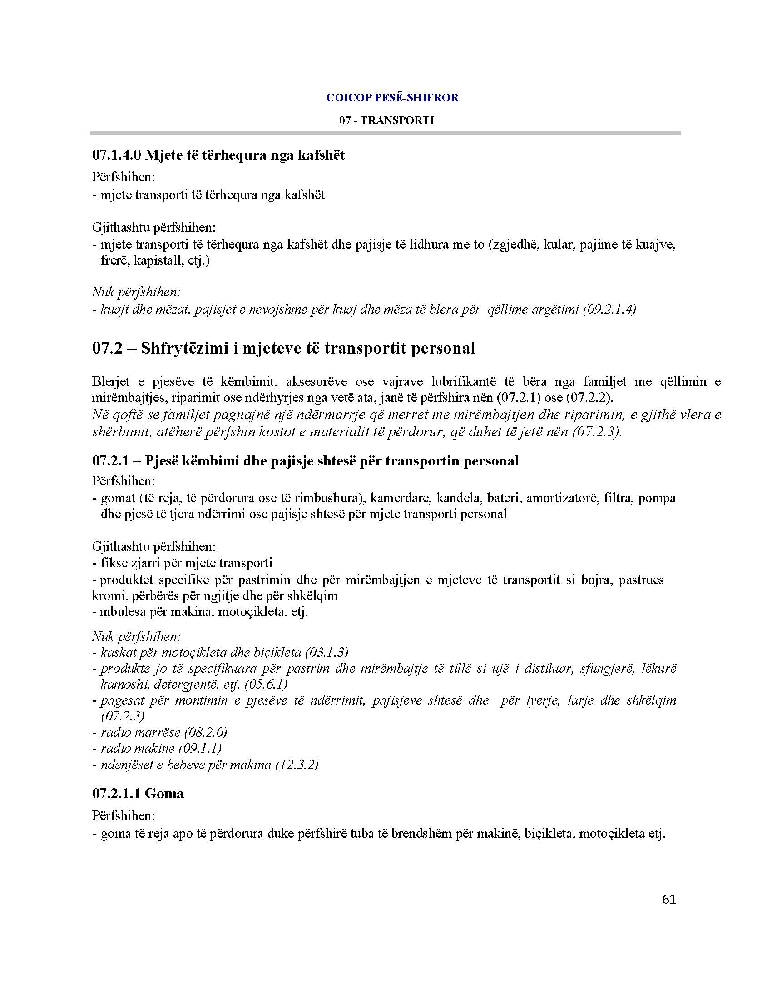 COICOP PESË-SHIFROR
07 - TRANSPORTI
07.1.4.0 Mjete të tërhequra nga kafshët
Përfshihen:
- mjete transporti të tërhequra nga kafshët
Gjithashtu përfshihen:
- mjete transporti të tërhequra nga kafshët dhe pajisje të lidhura me to (zgjedhë, kular, pajime të kuajve,
frerë, kapistall, etj.)
Nuk përfshihen:
- kuajt dhe mëzat, pajisjet e nevojshme për kuaj dhe mëza të blera për  qëllime argëtimi (09.2.1.4)
07.2 – Shfrytëzimi i mjeteve të transportit personal
Blerjet e pjesëve të këmbimit, aksesorëve ose vajrave lubrifikantë të bëra nga familjet me qëllimin e
mirëmbajtjes, riparimit ose ndërhyrjes nga vetë ata, janë të përfshira nën (07.2.1) ose (07.2.2).
Në qoftë se familjet paguajnë një ndërmarrje që merret me mirëmbajtjen dhe riparimin, e gjithë vlera e
shërbimit, atëherë përfshin kostot e materialit të përdorur, që duhet të jetë nën (07.2.3).
07.2.1 – Pjesë këmbimi dhe pajisje shtesë për transportin personal
Përfshihen:
- gomat (të reja, të përdorura ose të rimbushura), kamerdare, kandela, bateri, amortizatorë, filtra, pompa
dhe pjesë të tjera ndërrimi ose pajisje shtesë për mjete transporti personal
Gjithashtu përfshihen:
- fikse zjarri për mjete transporti
- produktet specifike për pastrimin dhe për mirëmbajtjen e mjeteve të transportit si bojra, pastrues
kromi, përbërës për ngjitje dhe për shkëlqim
- mbulesa për makina, motoçikleta, etj.
Nuk përfshihen:
- kaskat për motoçikleta dhe biçikleta (03.1.3)
- produkte jo të specifikuara për pastrim dhe mirëmbajtje të tillë si ujë i distiluar, sfungjerë, lëkurë
kamoshi, detergjentë, etj. (05.6.1)
- pagesat për montimin e pjesëve të ndërrimit, pajisjeve shtesë dhe  për lyerje, larje dhe shkëlqim
(07.2.3)
- radio marrëse (08.2.0)
- radio makine (09.1.1)
- ndenjëset e bebeve për makina (12.3.2)
07.2.1.1 Goma
Përfshihen:
- goma të reja apo të përdorura duke përfshirë tuba të brendshëm për makinë, biçikleta, motoçikleta etj.
61